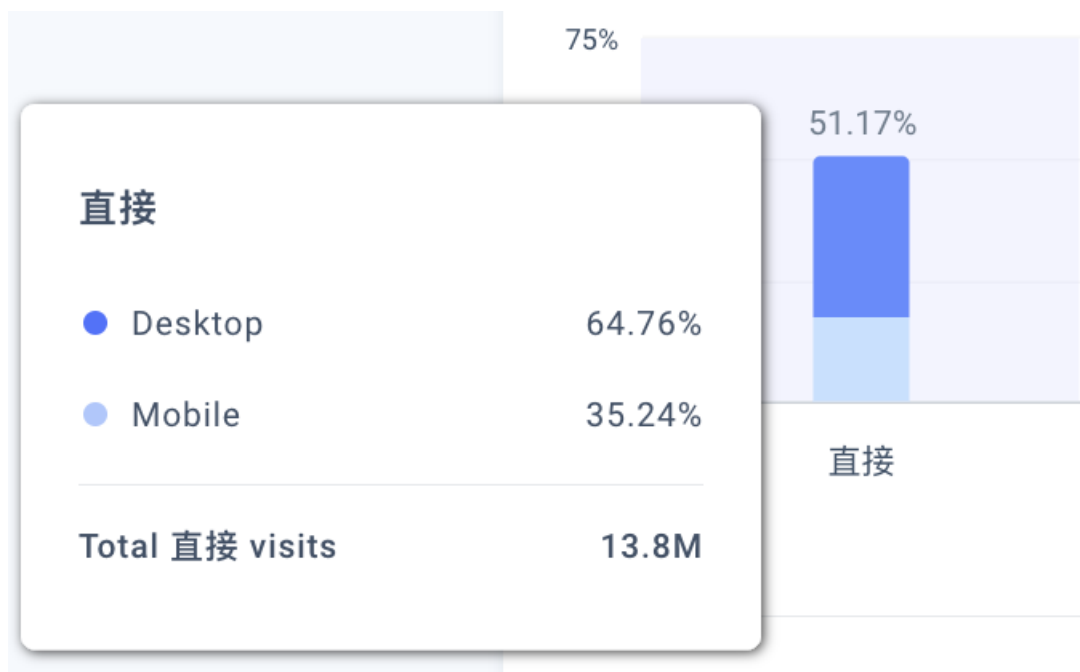 75%
51.17%
直接
Desktop 64.76%
Mobile 35.24%
直接
Total 直接 visits 13.8M